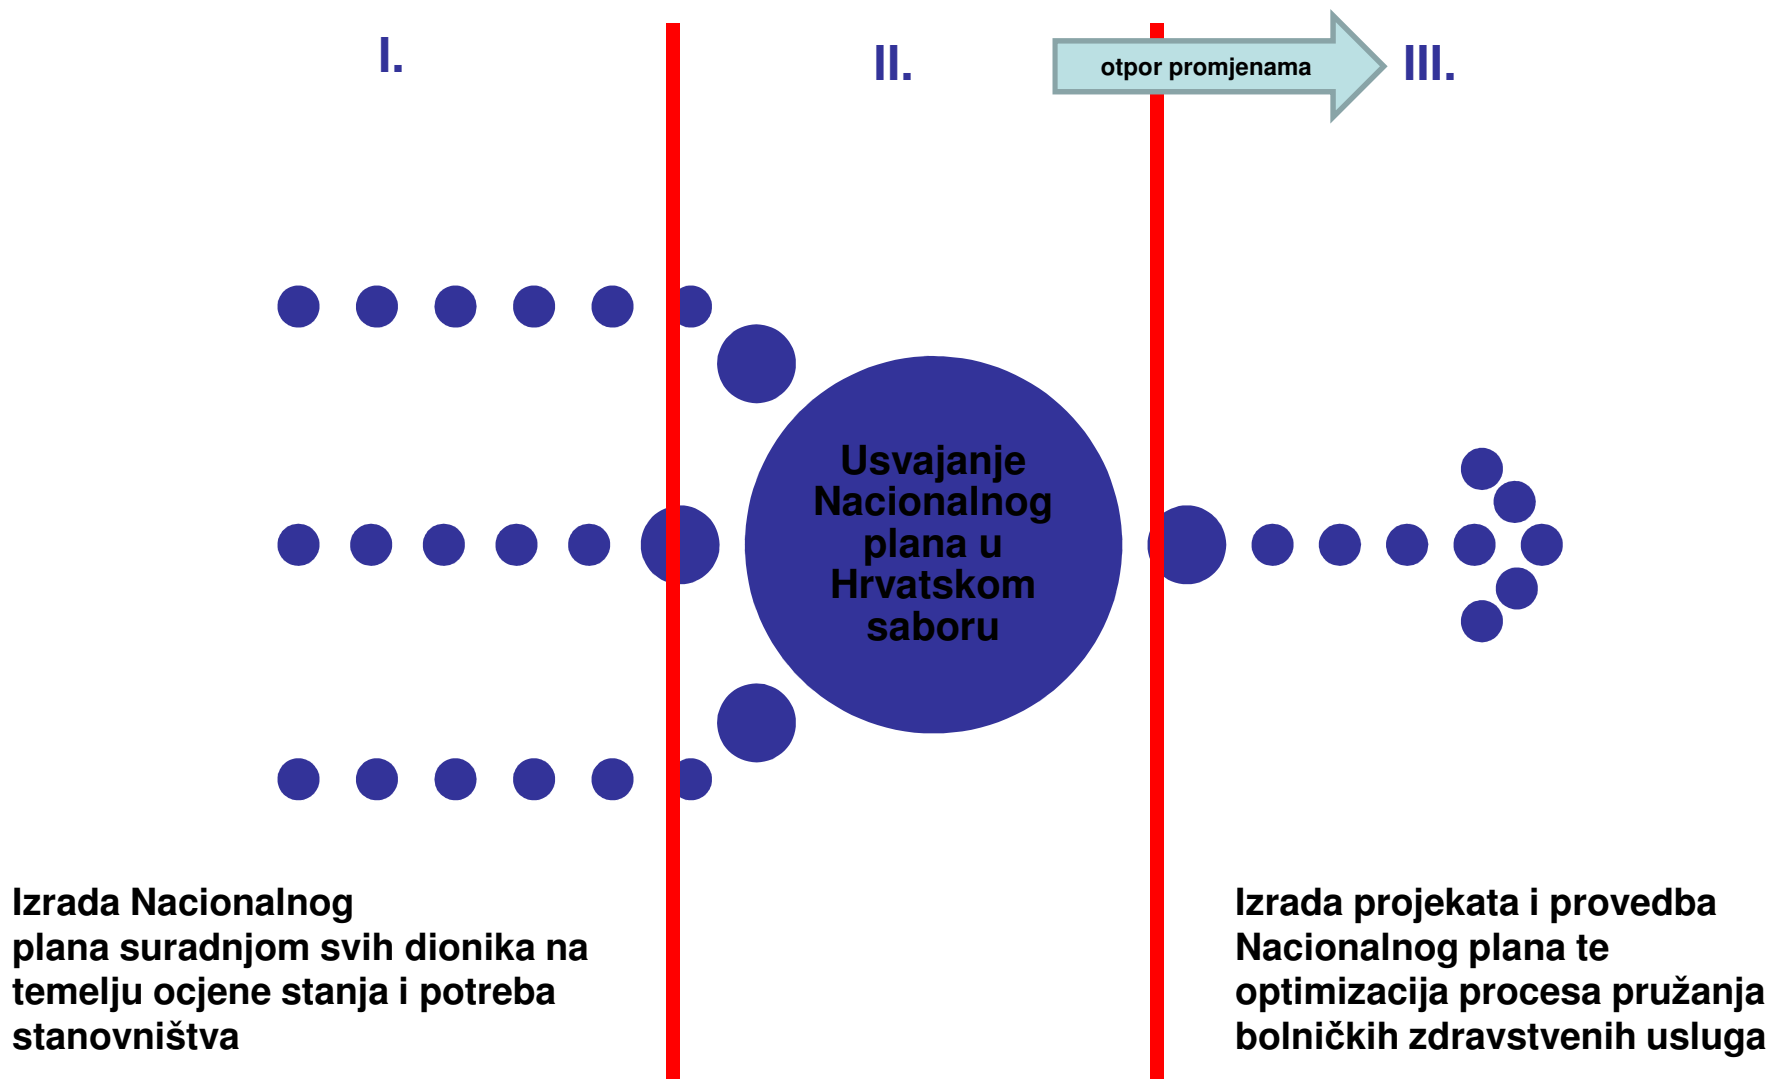 I.
II.
otpor promjenama
III.
Usvajanje
Nacionalnog
plana u
Hrvatskom
saboru
Izrada Nacionalnog
plana suradnjom svih dionika na
temelju ocjene stanja i potreba
stanovništva
Izrada projekata i provedba
Nacionalnog plana te
optimizacija procesa pružanja
bolničkih zdravstvenih usluga